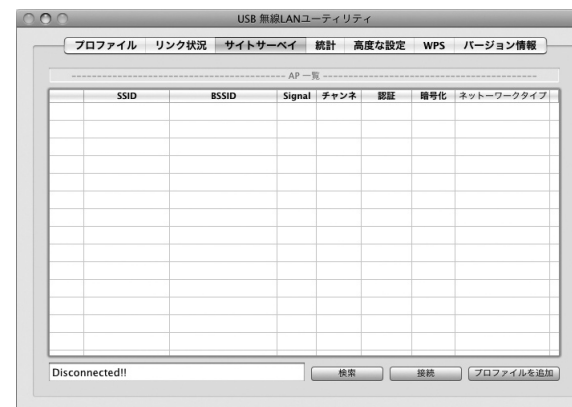 USB 無線LANユーティリティ
プロファイル リンク状況 サイトサーベイ 統計 高度な設定 WPS バージョン情報
AP 一覧
SSID BSSID Signal チャンネ 認証 暗号化 ネットーワークタイプ
Disconnected!! 検索 接続 プロファイルを追加